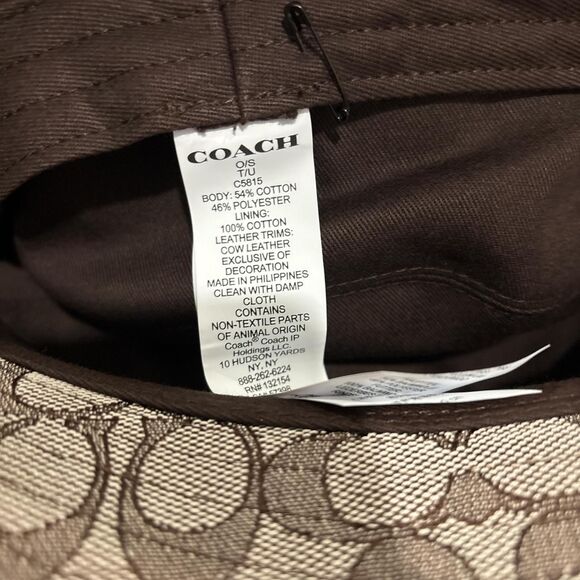 COACH
O/S
T/U
C5815
BODY: 54% COTTON
46% POLYESTER
LINING:
100% COTTON
LEATHER TRIMS:
COW LEATHER
EXCLUSIVE OF
DECORATION
MADE IN PHILIPPINES
CLEAN WITH DAMP
CLOTH
CONTAINS
NON-TEXTILE PARTS
OF ANIMAL ORIGIN
Coach® Coach IP
Holdings LLC.
10 HUDSON YARDS
NY, NY
888-262-6224
RN# 132154